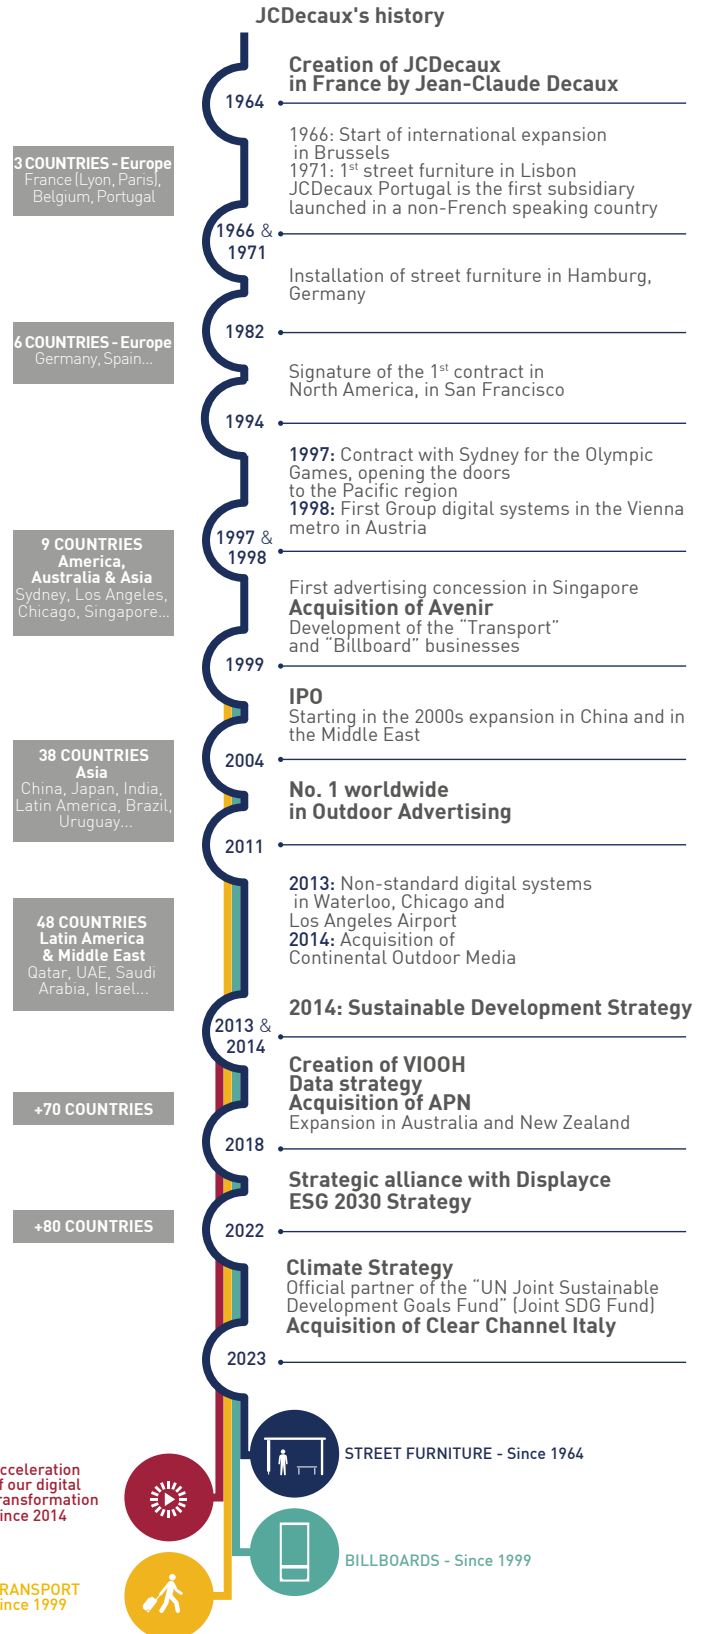 JCDecaux's history
Creation of JCDecaux
in France by Jean-Claude Decaux
1964
1966: Start of international expansion
in Brussels
1971: 1st street furniture in Lisbon
JCDecaux Portugal is the first subsidiary
launched in a non-French speaking country
3 COUNTRIES - Europe
France (Lyon, Paris),
Belgium, Portugal
1966 &
1971
Installation of street furniture in Hamburg,
Germany
1982
6 COUNTRIES - Europe
Germany, Spain...
Signature of the 1st contract in
North America, in San Francisco
1994
1997: Contract with Sydney for the Olympic
Games, opening the doors
to the Pacific region
1998: First Group digital systems in the Vienna
metro in Austria
1997 &
1998
9 COUNTRIES
America,
Australia & Asia
Sydney, Los Angeles,
Chicago, Singapore...
First advertising concession in Singapore
Acquisition of Avenir
Development of the “Transport”
and “Billboard” businesses
1999
IPO
Starting in the 2000s expansion in China and in
the Middle East
2004
38 COUNTRIES
Asia
China, Japan, India,
Latin America, Brazil,
Uruguay...
No. 1 worldwide
in Outdoor Advertising
2011
2013: Non-standard digital systems
in Waterloo, Chicago and
Los Angeles Airport
2014: Acquisition of
Continental Outdoor Media
48 COUNTRIES
Latin America
& Middle East
Qatar, UAE, Saudi
Arabia, Israel...
2014: Sustainable Development Strategy
2013 &
2014
Creation of VIOOH
Data strategy
Acquisition of APN
Expansion in Australia and New Zealand
+70 COUNTRIES
2018
Strategic alliance with Displayce
ESG 2030 Strategy
+80 COUNTRIES
2022
Climate Strategy
Official partner of the “UN Joint Sustainable
Development Goals Fund” (Joint SDG Fund)
Acquisition of Clear Channel Italy
2023
STREET FURNITURE - Since 1964
cceleration
f our digital
ransformation
ince 2014
BILLBOARDS - Since 1999
RANSPORT
ince 1999